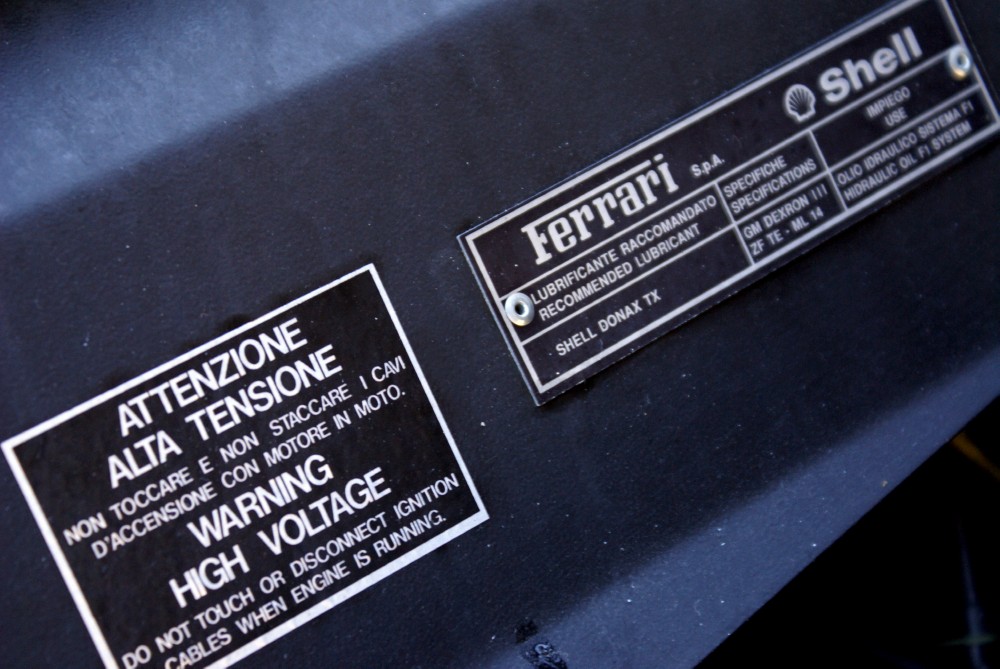 ATTENZIONE
ALTA TENSIONE
NON TOCCARE E NON STACCARE I CAVI
D'ACCENSIONE CON MOTORE IN MOTO.
WARNING
HIGH VOLTAGE
DO NOT TOUCH OR DISCONNECT IGNITION
CABLES WHEN ENGINE IS RUNNING.
Ferrari S.p.A. Shell
LUBRIFICANTE RACCOMANDATO
RECOMMENDED LUBRICANT
SPECIFICHE
SPECIFICATIONS
IMPIEGO
USE
SHELL DONAX TX
GM DEXRON III
ZF TE - ML 14
OLIO IDRAULICO SISTEMA F1
HIDRAULIC OIL F1 SYSTEM